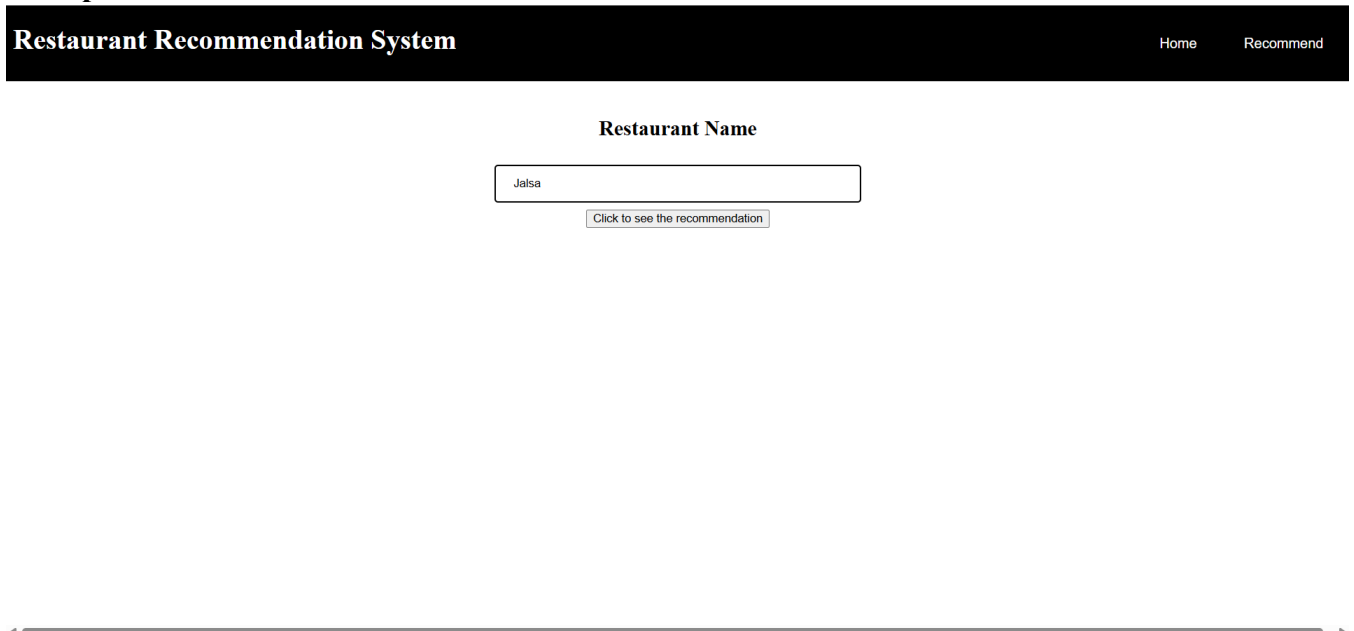 Restaurant Recommendation System
Home Recommend
Restaurant Name
Jalsa
Click to see the recommendation